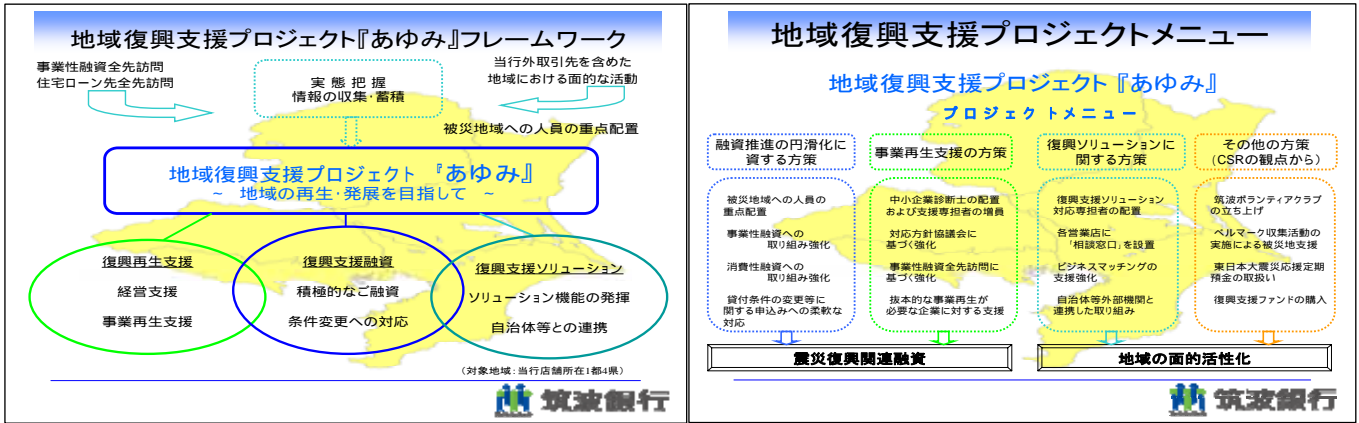 地域復興支援プロジェクト『あゆみ』フレームワーク
事業性融資全先訪問
住宅ローン先全先訪問
実態把握
情報の収集・蓄積
当行外取引先を含めた
地域における面的な活動
被災地域への人員の重点配置
地域復興支援プロジェクト 『あゆみ』
~ 地域の再生・発展を目指して ~
復興再生支援
経営支援
事業再生支援
復興支援融資
積極的なご融資
条件変更への対応
復興支援ソリューション
ソリューション機能の発揮
自治体等との連携
(対象地域:当行店舗所在1都4県)
筑波銀行
地域復興支援プロジェクトメニュー
地域復興支援プロジェクト『あゆみ』
プロジェクトメニュー
融資推進の円滑化に
資する方策
被災地域への人員の
重点配置
事業性融資への
取り組み強化
消費性融資への
取り組み強化
貸付条件の変更等に
関する申込みへの柔軟な
対応
事業再生支援の方策
中小企業診断士の配置
および支援専担者の増員
対応方針協議会に
基づく強化
事業性融資全先訪問に
基づく強化
抜本的な事業再生が
必要な企業に対する支援
復興ソリューションに
関する方策
復興支援ソリューション
対応専担者の配置
各営業店に
「相談窓口」を設置
ビジネスマッチングの
支援強化
自治体等外部機関と
連携した取り組み
その他の方策
(CSRの観点から)
筑波ボランティアクラブ
の立ち上げ
ベルマーク収集活動の
実施による被災地支援
東日本大震災応援定期
預金の取扱い
復興支援ファンドの購入
震災復興関連融資
地域の面的活性化
筑波銀行